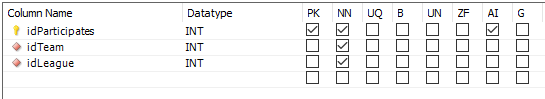 Column Name Datatype PK NN UQ B UN ZF AI G
idParticipates INT
idTeam INT
idLeague INT